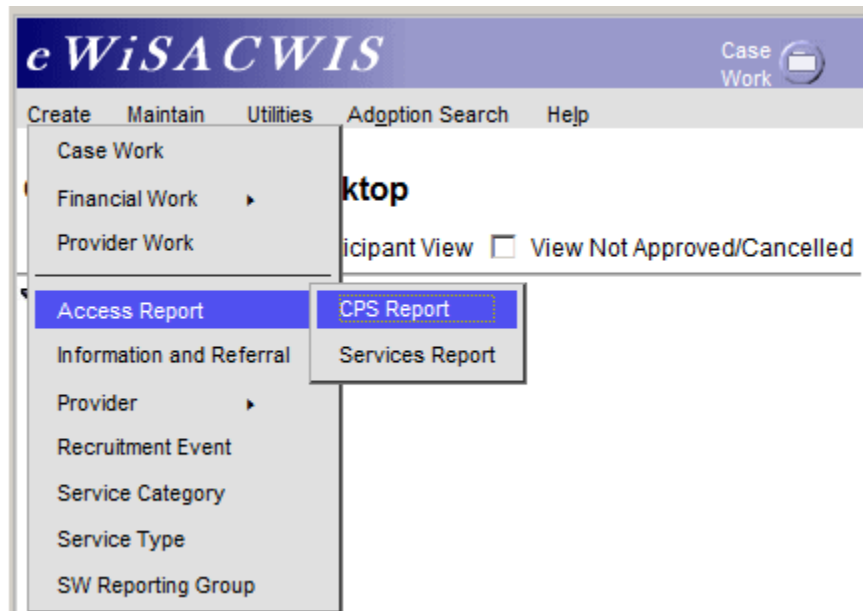 eWiSACWIS
Case
Work
Create Maintain Utilities Adoption Search Help
Case Work
ktop
Financial Work
Provider Work
icipant View View Not Approved/Cancelled
Access Report
CPS Report
Information and Referral
Services Report
Provider
Recruitment Event
Service Category
Service Type
SW Reporting Group